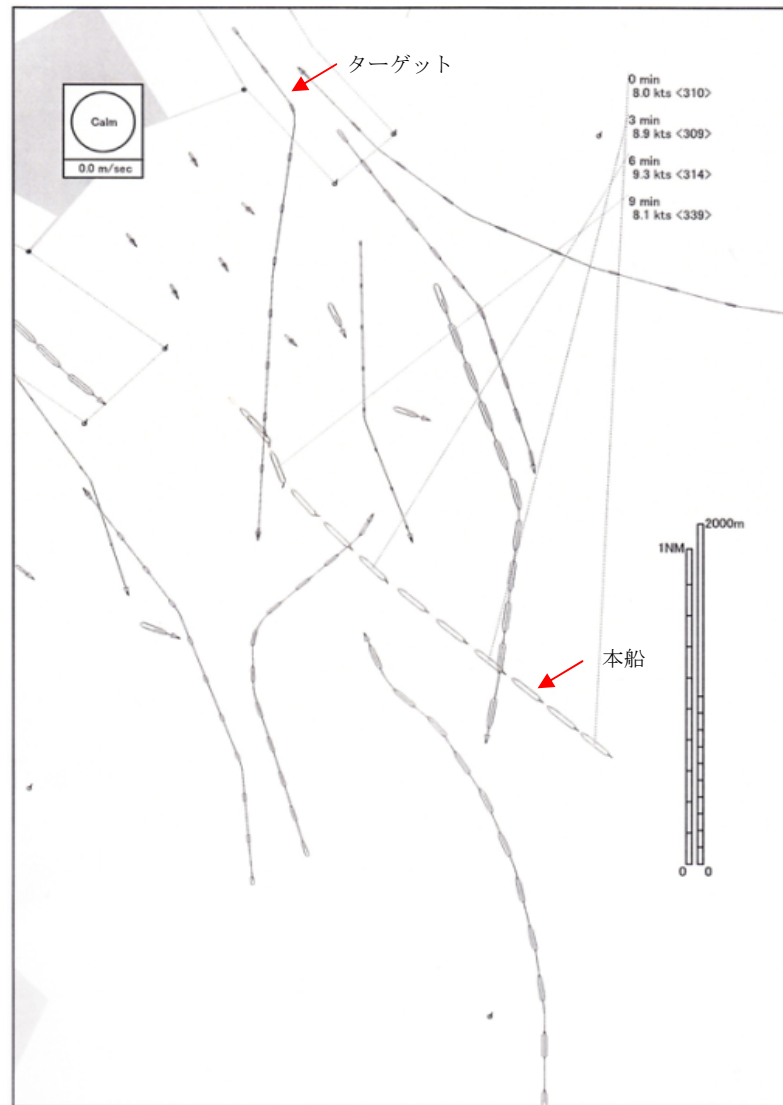 ターゲット
0 min
8.0 kts <310>
3 min
8.9 kts <309>
6 min
9.3 kts <314>
9 min
8.1 kts <339>
Calm
0.0 m/sec
2000m
1NM
本船
0 0